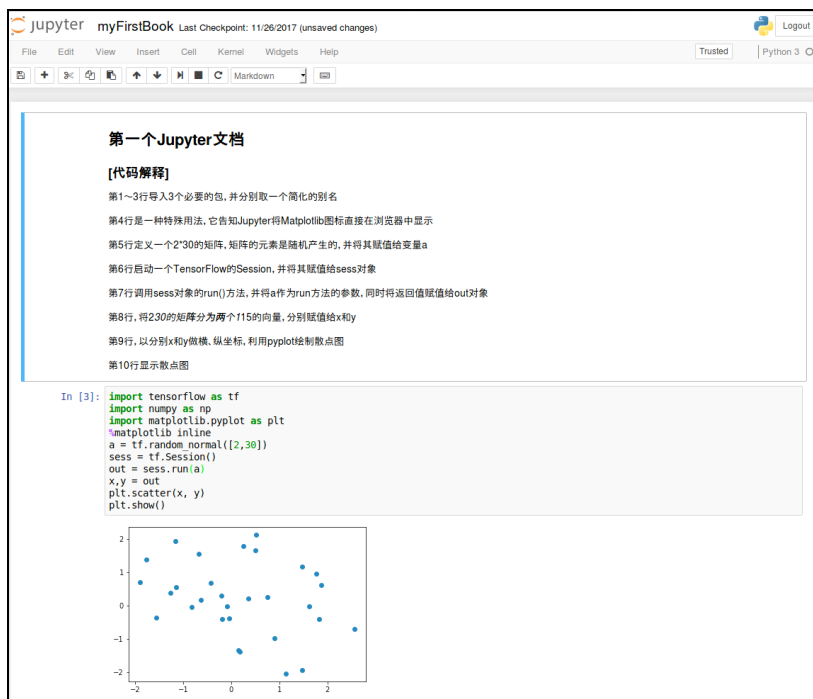 jupyter myFirstBook Last Checkpoint: 11/26/2017 (unsaved changes) Logout
File Edit View Insert Cell Kernel Widgets Help Trusted Python 3
Markdown
第一个Jupyter文档
[代码解释]
第1～3行导入3个必要的包,并分别取一个简化的别名
第4行是一种特殊用法,它告知Jupyter将Matplotlib图标直接在浏览器中显示
第5行定义一个2*30的矩阵,矩阵的元素是随机产生的,并将其赋值给变量a
第6行启动一个TensorFlow的Session,并将其赋值给sess对象
第7行调用sess对象的run()方法,并将a作为run方法的参数,同时将返回值赋值给out对象
第8行,将230的矩阵分为两个115的向量,分别赋值给x和y
第9行,以分别x和y做横、纵坐标,利用pyplot绘制散点图
第10行显示散点图
In [3]: import tensorflow as tf
import numpy as np
import matplotlib.pyplot as plt
%matplotlib inline
a = tf.random_normal([2,30])
sess = tf.Session()
out = sess.run(a)
x,y = out
plt.scatter(x, y)
plt.show()
2
1
0
−1
−2
−2 −1 0 1 2